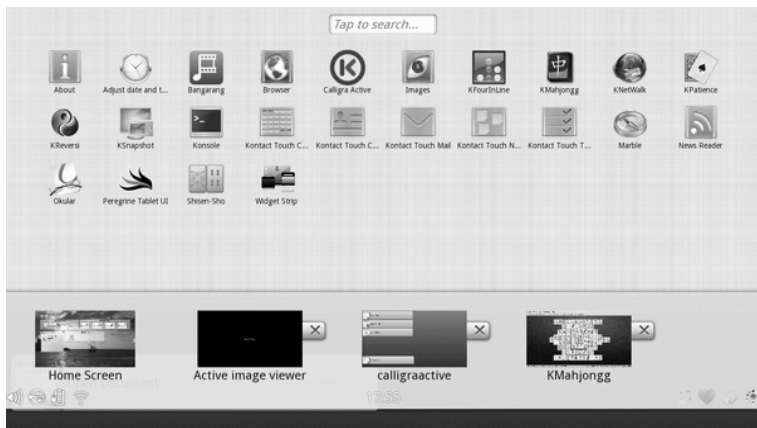 Tap to search...
About Adjust date and t... Bangarang Browser Calligra Active Images KFourInLine KMahjongg KNetWalk KPatience
KReversi KSnapshot Konsole Kontact Touch C... Kontact Touch C... Kontact Touch Mail Kontact Touch N... Kontact Touch T... Marble News Reader
Okular Peregrine Tablet UI Shisen-Sho Widget Strip
Home Screen Active image viewer calligraactive KMahjongg
17:55